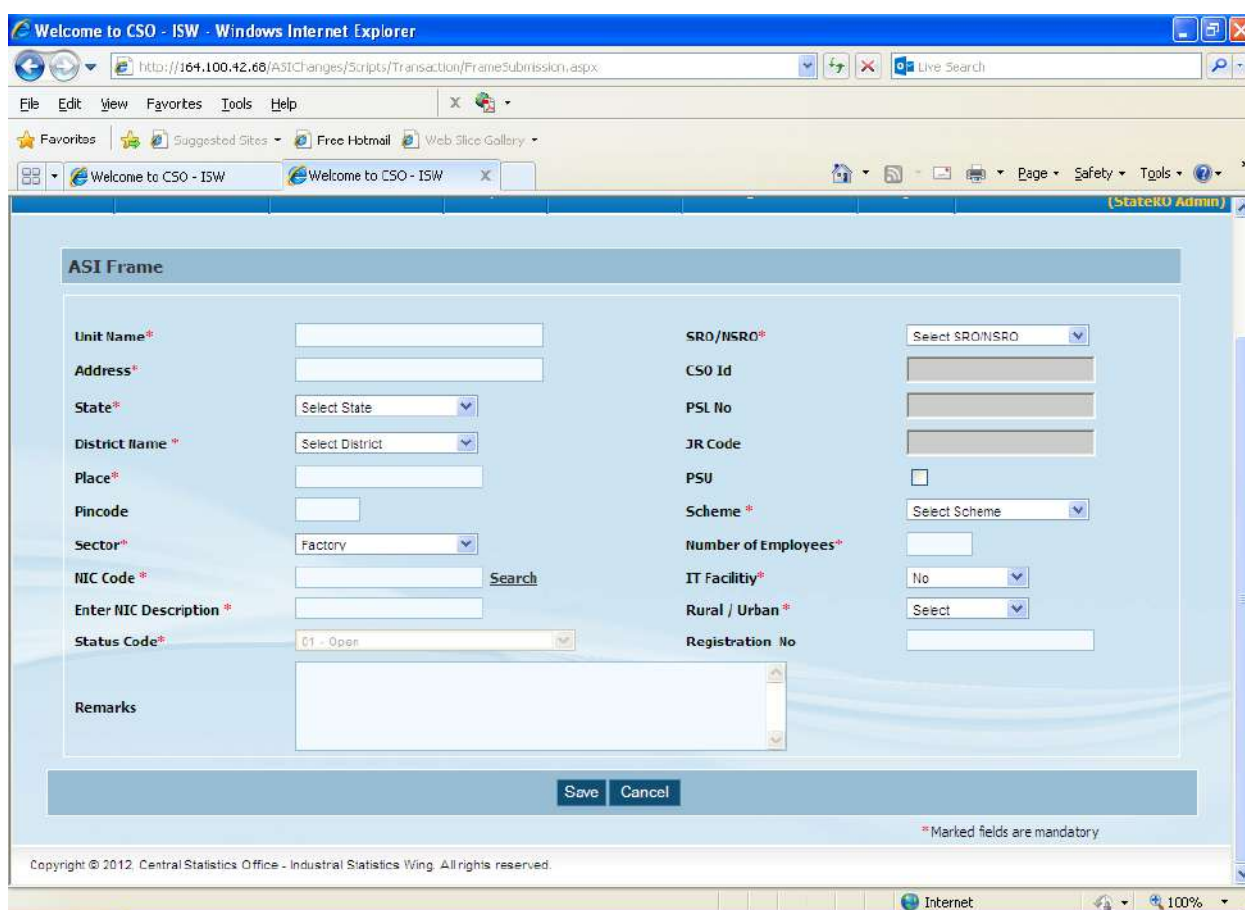 Welcome to CSO - ISW - Windows Internet Explorer
http://164.100.42.68/ASIChanges/Scripts/Transaction/FrameSubmission.aspx
Live Search
File Edit View Favorites Tools Help
X
Favorites Suggested Sites Free Hotmail Web Slice Gallery
Welcome to CSO - ISW Welcome to CSO - ISW X Page Safety Tools
(StateRO Admin)
ASI Frame
Unit Name* SRO/NSRO* Select SRO/NSRO
Address* CSO Id
State* Select State PSL No
District Name * Select District JR Code
Place* PSU
Pincode Scheme * Select Scheme
Sector* Factory Number of Employees*
NIC Code * Search IT Facilitiy* No
Enter NIC Description * Rural / Urban * Select
Status Code* 01 - Open Registration No
Remarks
Save Cancel
*Marked fields are mandatory
Copyright © 2012. Central Statistics Office - Industrial Statistics Wing. All rights reserved.
Internet 100%